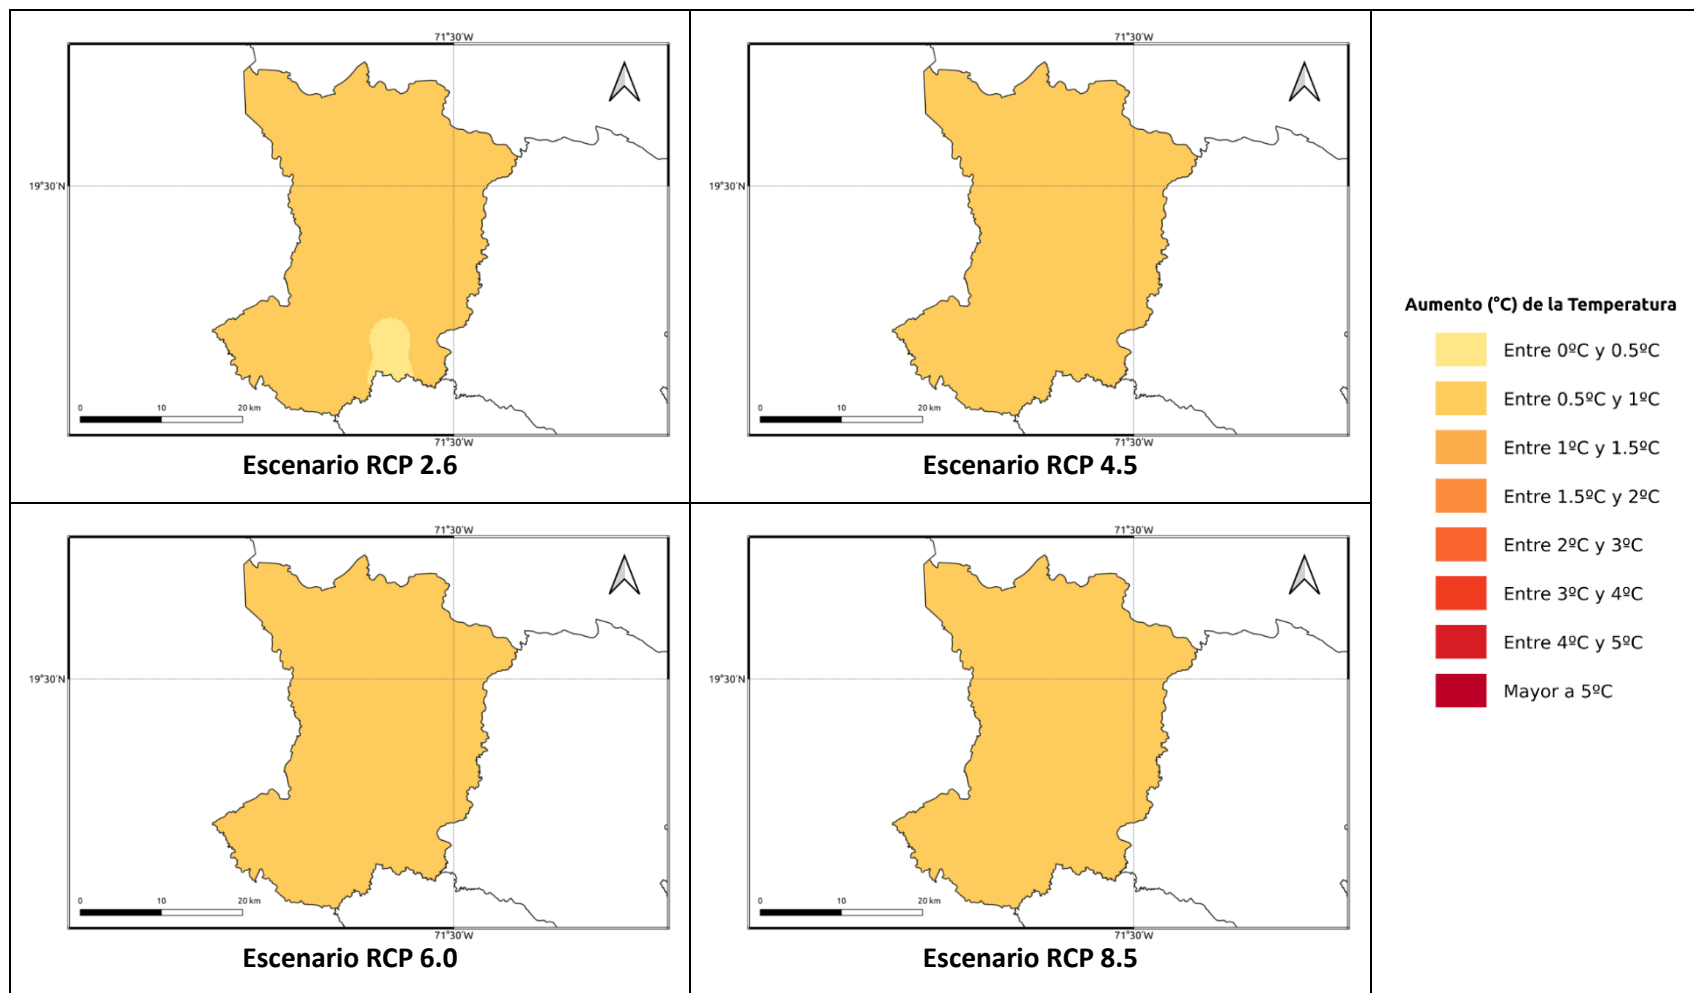 71°30'W
19°30'N
0 10 20 km
71°30'W
Escenario RCP 2.6
71°30'W
19°30'N
0 10 20 km
71°30'W
Escenario RCP 4.5
71°30'W
19°30'N
0 10 20 km
71°30'W
Escenario RCP 6.0
71°30'W
19°30'N
0 10 20 km
71°30'W
Escenario RCP 8.5
Aumento (°C) de la Temperatura
Entre 0ºC y 0.5ºC
Entre 0.5ºC y 1ºC
Entre 1ºC y 1.5ºC
Entre 1.5ºC y 2ºC
Entre 2ºC y 3ºC
Entre 3ºC y 4ºC
Entre 4ºC y 5ºC
Mayor a 5ºC